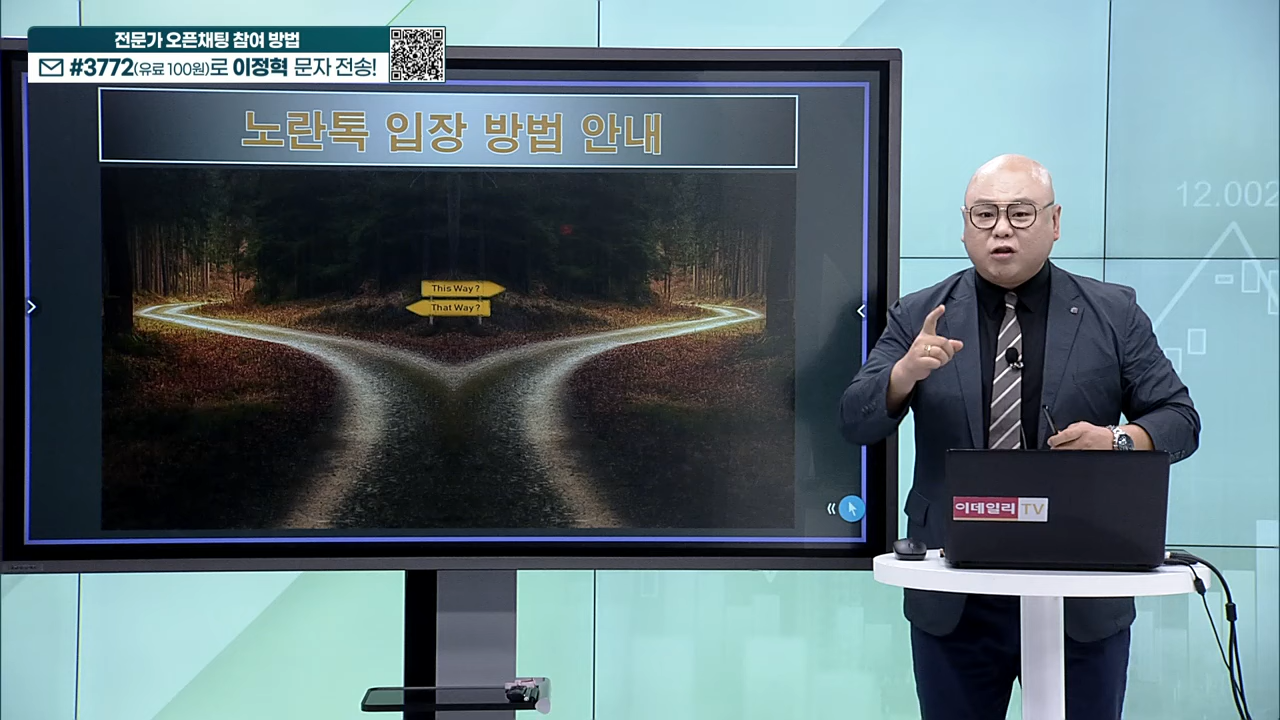 전문가 오픈채팅 참여 방법
#3772(유료 100원)로 이정혁 문자 전송!
노란톡 입장 방법 안내
This Way?
That Way?
12.002
이데일리 TV